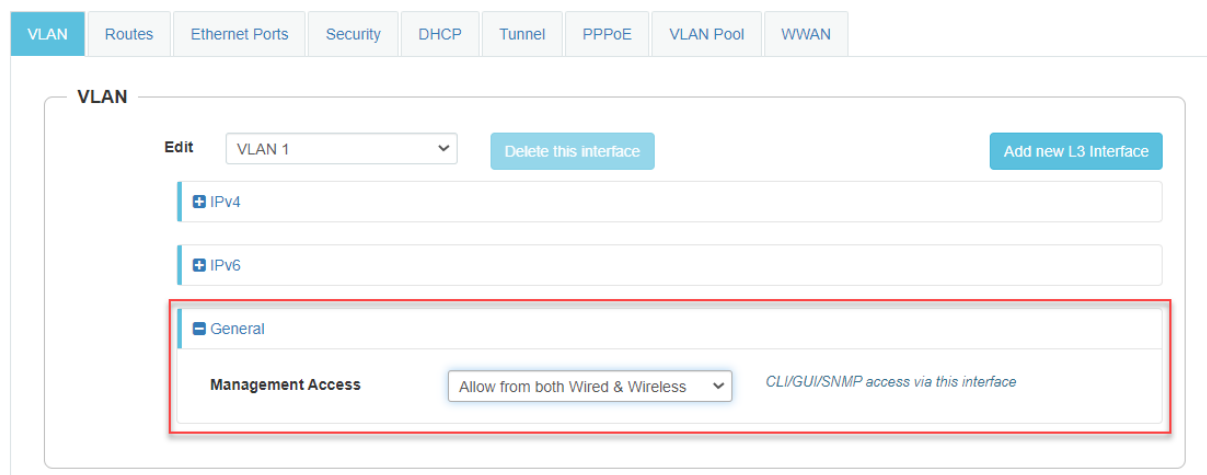 VLAN Routes Ethernet Ports Security DHCP Tunnel PPPoE VLAN Pool WWAN
VLAN
Edit VLAN 1 Delete this interface Add new L3 Interface
IPv4
IPv6
General
Management Access Allow from both Wired & Wireless CLI/GUI/SNMP access via this interface